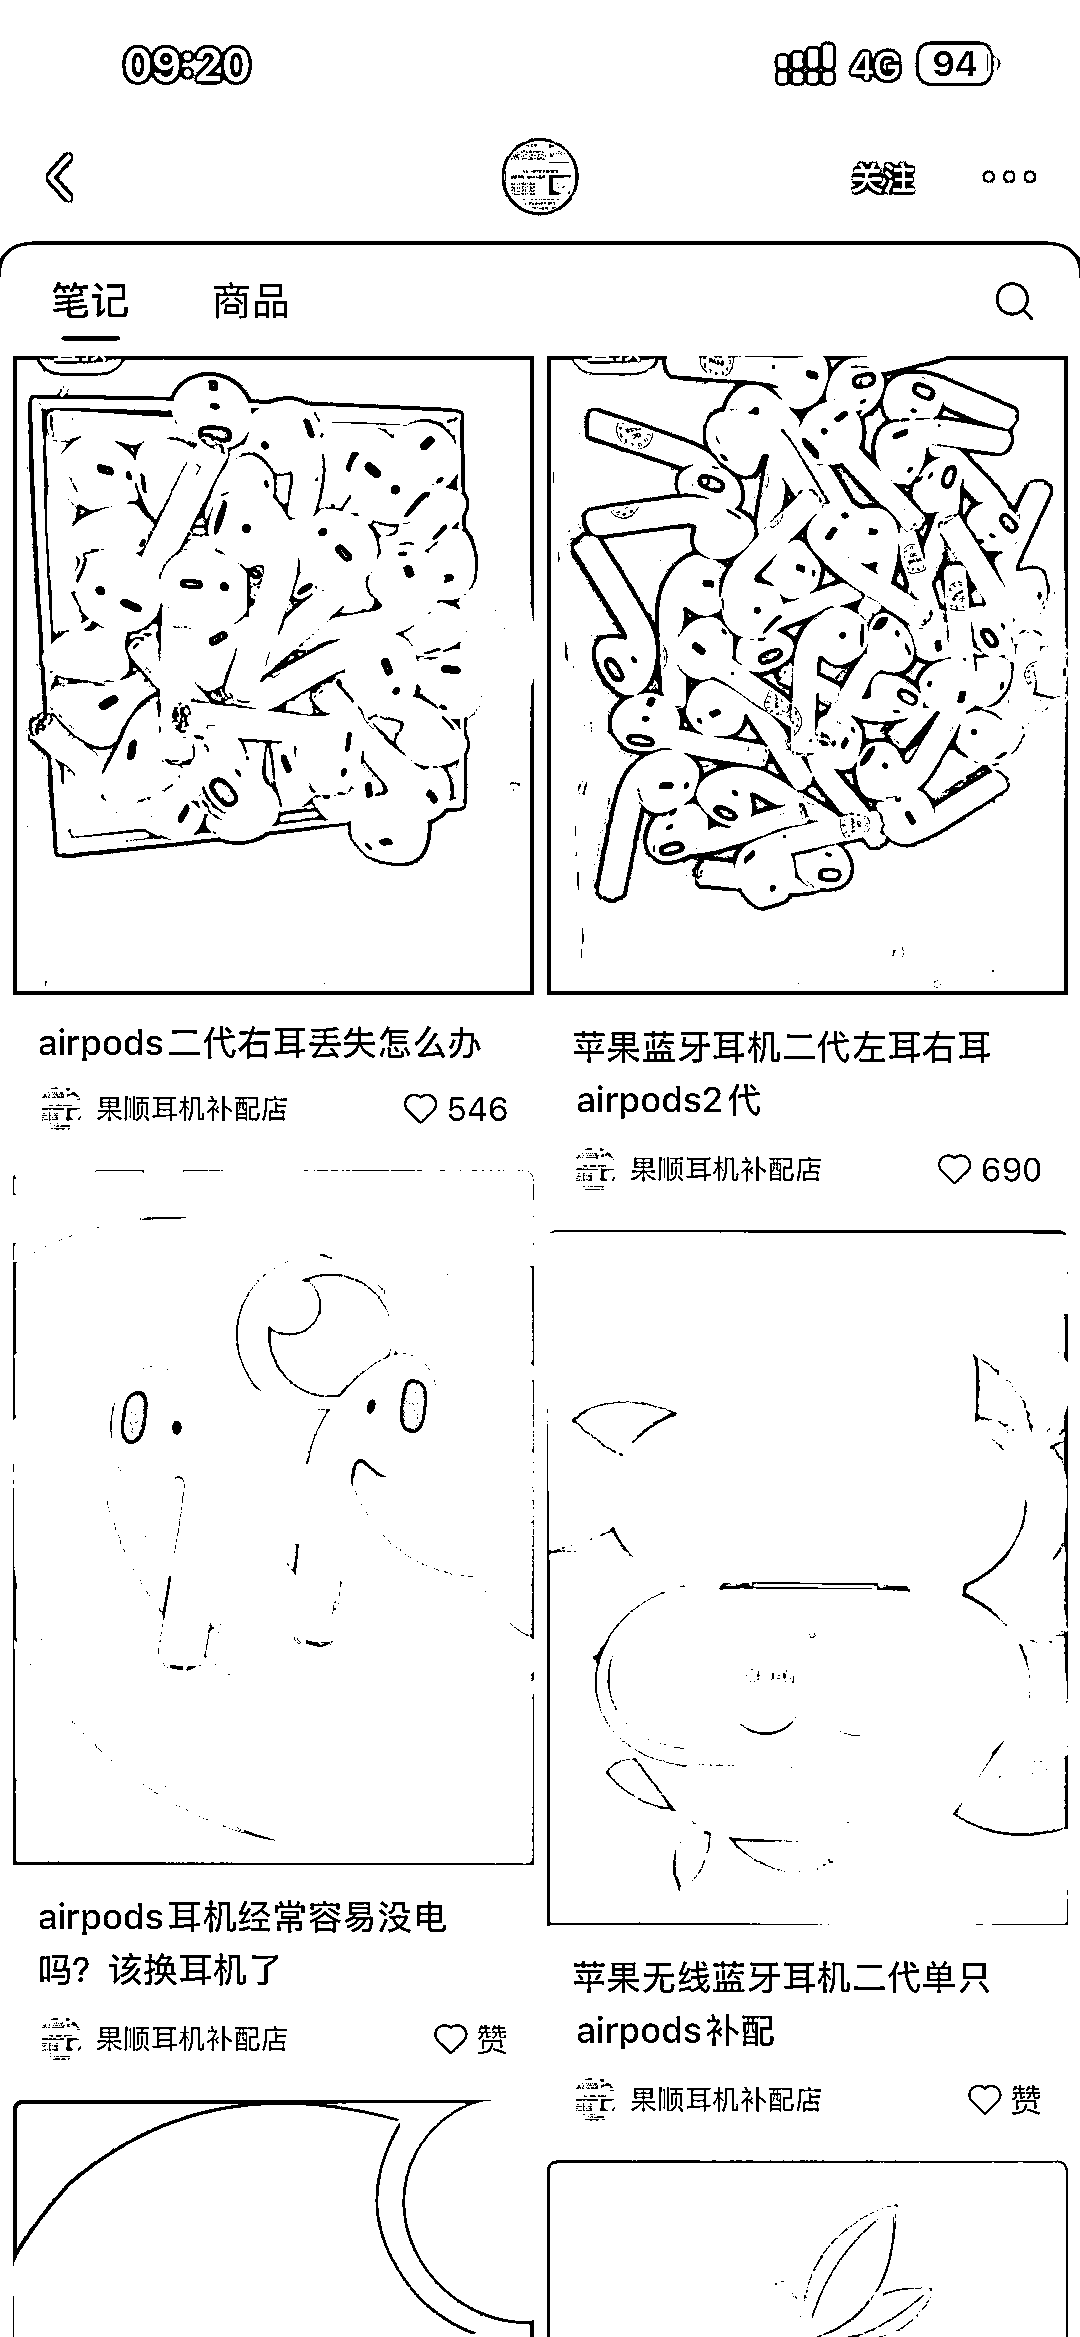 09:20
4G 94
关注
笔记 商品
airpods二代右耳丢失怎么办
果顺耳机补配店 546
苹果蓝牙耳机二代左耳右耳
airpods2代
果顺耳机补配店 690
airpods耳机经常容易没电
吗？该换耳机了
果顺耳机补配店 赞
苹果无线蓝牙耳机二代单只
airpods补配
果顺耳机补配店 赞